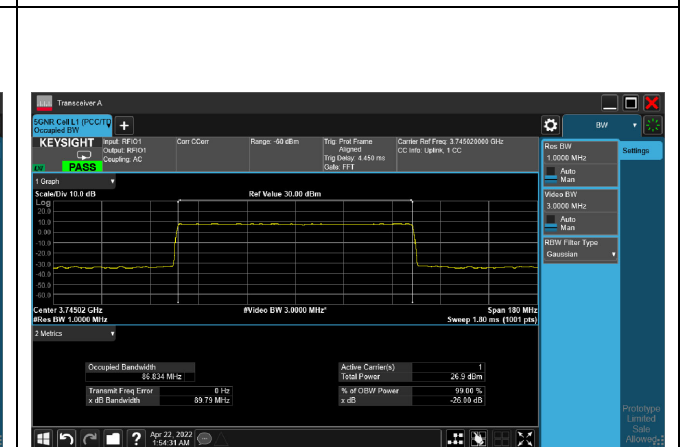 Transceiver A
5GNR Cell L1 (PCC/TD
Occupied BW
KEYSIGHT
PASS
Input: RFIO1
Output: RFIO1
Coupling: AC
Corr CCorr
Range: -60 dBm
Trig: Prot Frame
Aligned
Trig Delay: 4.450 ms
Gate: FFT
Carrier Ref Freq: 3.745020000 GHz
CC Info: Uplink, 1 CC
BW
Settings
Res BW
1.0000 MHz
Auto
Man
Video BW
3.0000 MHz
Auto
Man
RBW Filter Type
Gaussian
1 Graph
Scale/Div 10.0 dB
Ref Value 30.00 dBm
Log
20.0
10.0
0.00
-10.0
-20.0
-30.0
-40.0
-50.0
-60.0
Center 3.74502 GHz
#Video BW 3.0000 MHz*
Span 180 MHz
#Res BW 1.0000 MHz
Sweep 1.80 ms (1001 pts)
2 Metrics
Occupied Bandwidth
86.834 MHz
Transmit Freq Error
0 Hz
x dB Bandwidth
89.79 MHz
Active Carrier(s)
1
Total Power
26.9 dBm
% of OBW Power
99.00 %
x dB
-26.00 dB
Prototype
Limited
Sale
Allowed
Apr 22, 2022
1:54:31 AM